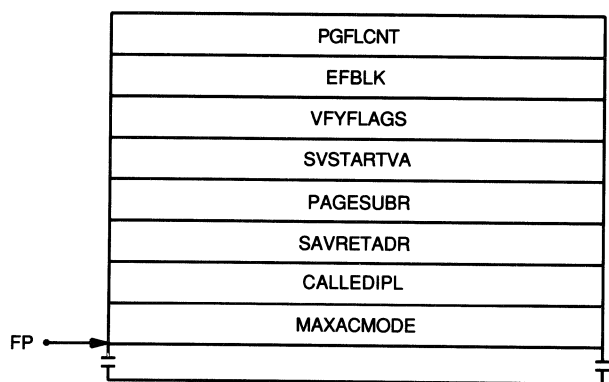 PGFLCNT
EFBLK
VFYFLAGS
SVSTARTVA
PAGESUBR
SAVRETADR
CALLEDIPL
MAXACMODE
FP